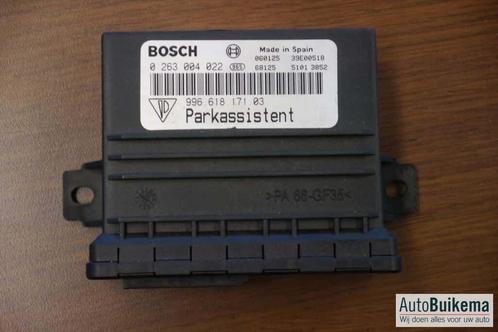 BOSCH
Made in Spain
0 263 004 022 965
060125 39E00518
68125 5101 3852
996 618 171 03
Parkassistent
>PA 66-GF35<
AutoBuikema
Wij doen alles voor uw auto